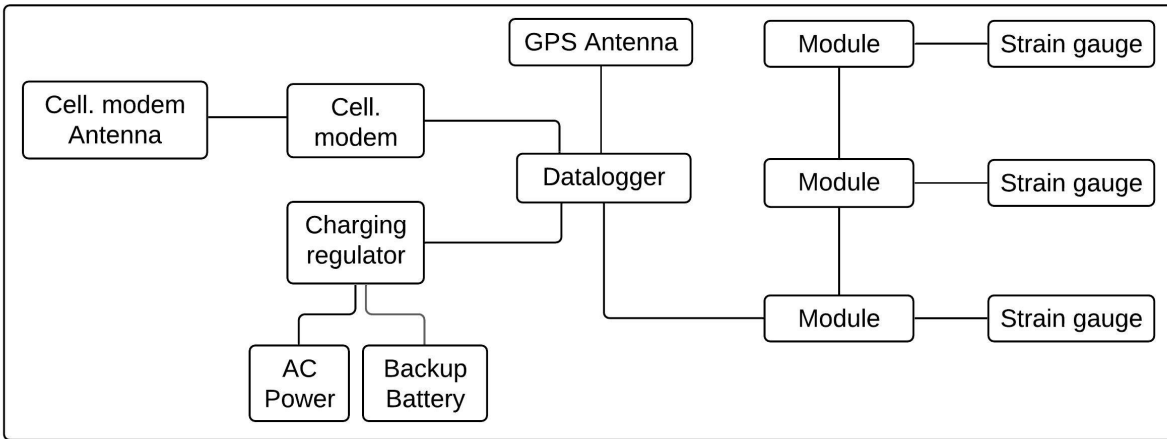 GPS Antenna
Module
Strain gauge
Cell. modem
Antenna
Cell.
modem
Datalogger
Module
Strain gauge
Charging
regulator
Module
Strain gauge
AC
Power
Backup
Battery